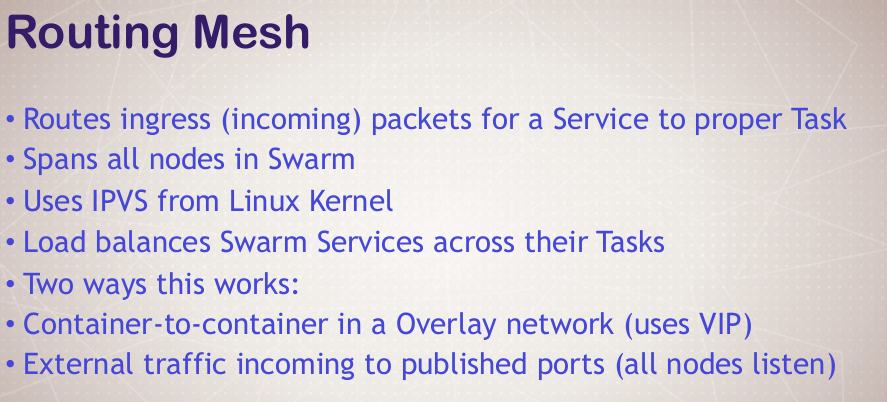 Routing Mesh
• Routes ingress (incoming) packets for a Service to proper Task
• Spans all nodes in Swarm
• Uses IPVS from Linux Kernel
• Load balances Swarm Services across their Tasks
• Two ways this works:
• Container-to-container in a Overlay network (uses VIP)
• External traffic incoming to published ports (all nodes listen)